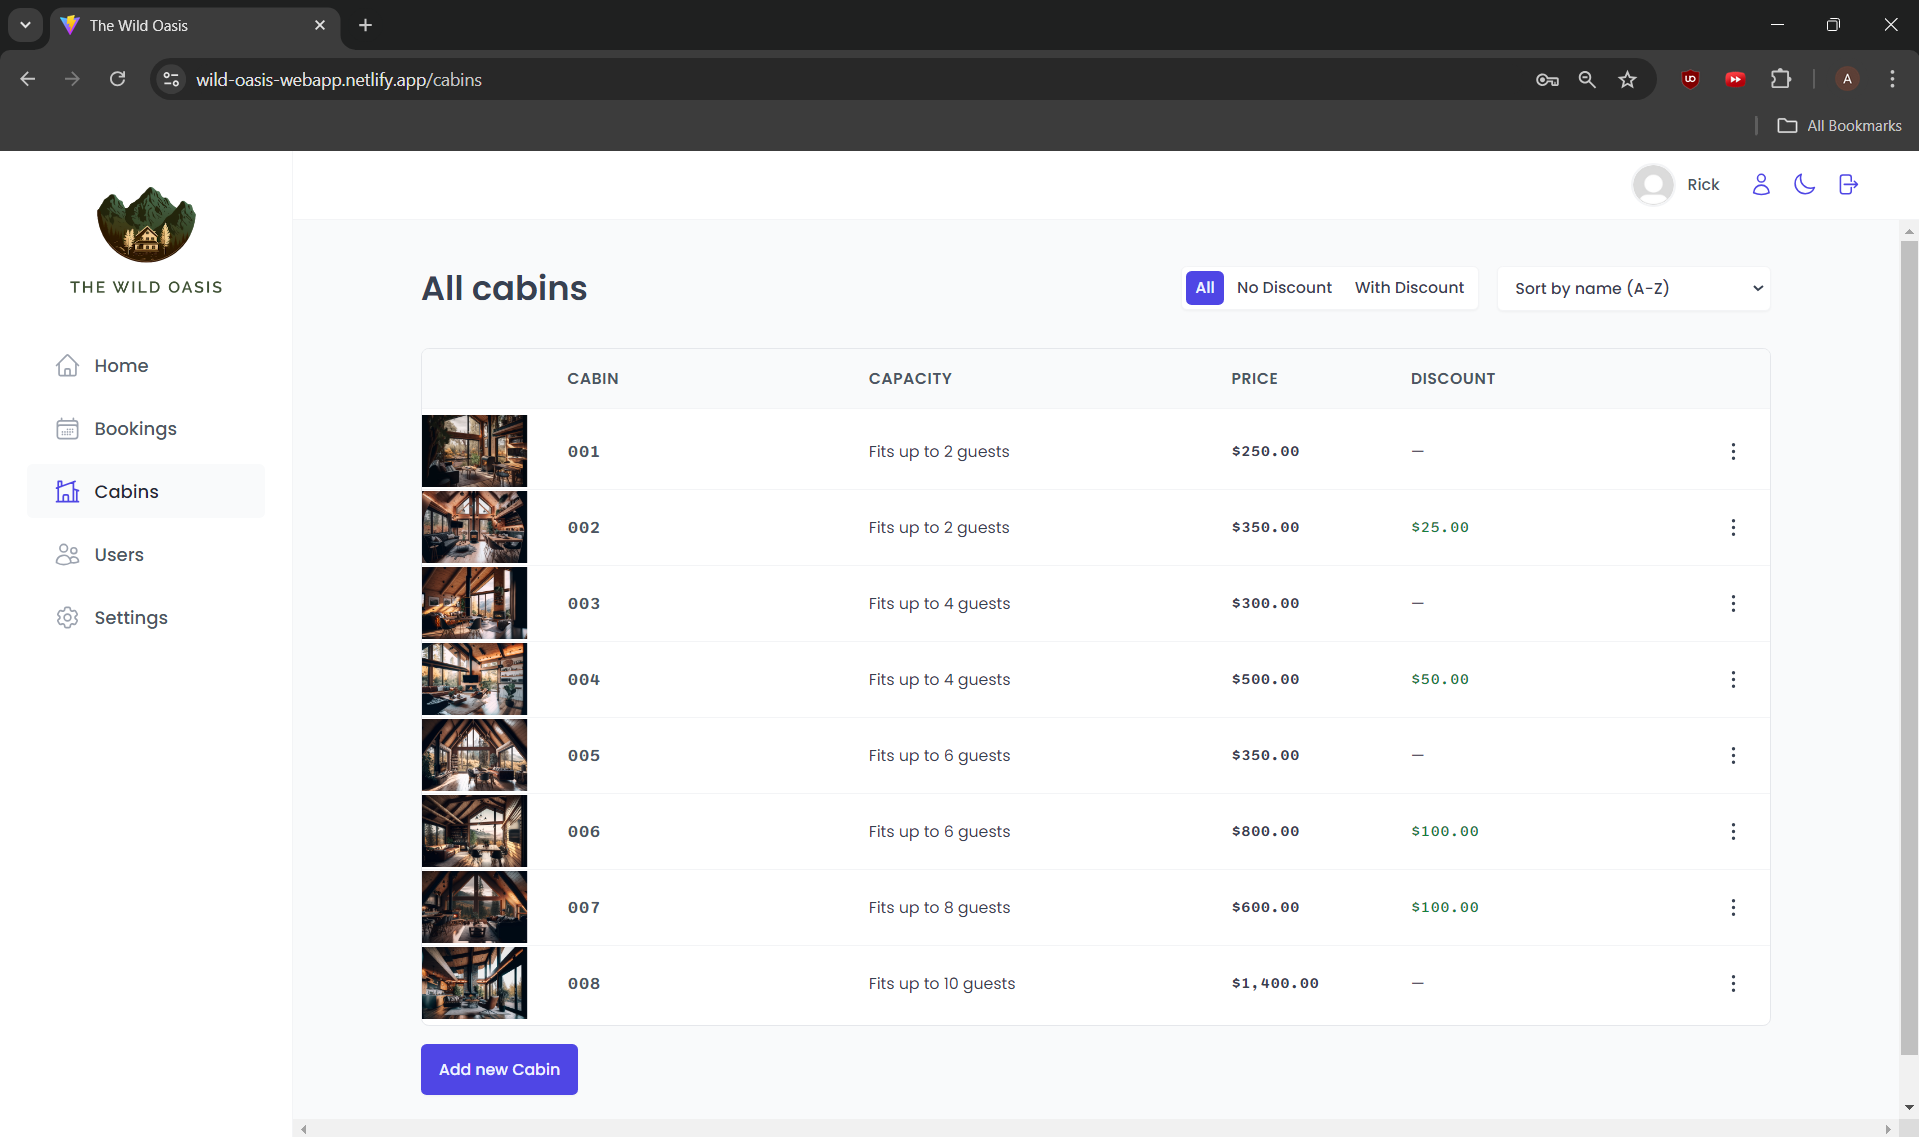 The Wild Oasis
wild-oasis-webapp.netlify.app/cabins
A
All Bookmarks
THE WILD OASIS
Rick
Home
Bookings
Cabins
Users
Settings
All cabins
All No Discount With Discount
Sort by name (A-Z)
CABIN CAPACITY PRICE DISCOUNT
001 Fits up to 2 guests $250.00 —
002 Fits up to 2 guests $350.00 $25.00
003 Fits up to 4 guests $300.00 —
004 Fits up to 4 guests $500.00 $50.00
005 Fits up to 6 guests $350.00 —
006 Fits up to 6 guests $800.00 $100.00
007 Fits up to 8 guests $600.00 $100.00
008 Fits up to 10 guests $1,400.00 —
Add new Cabin